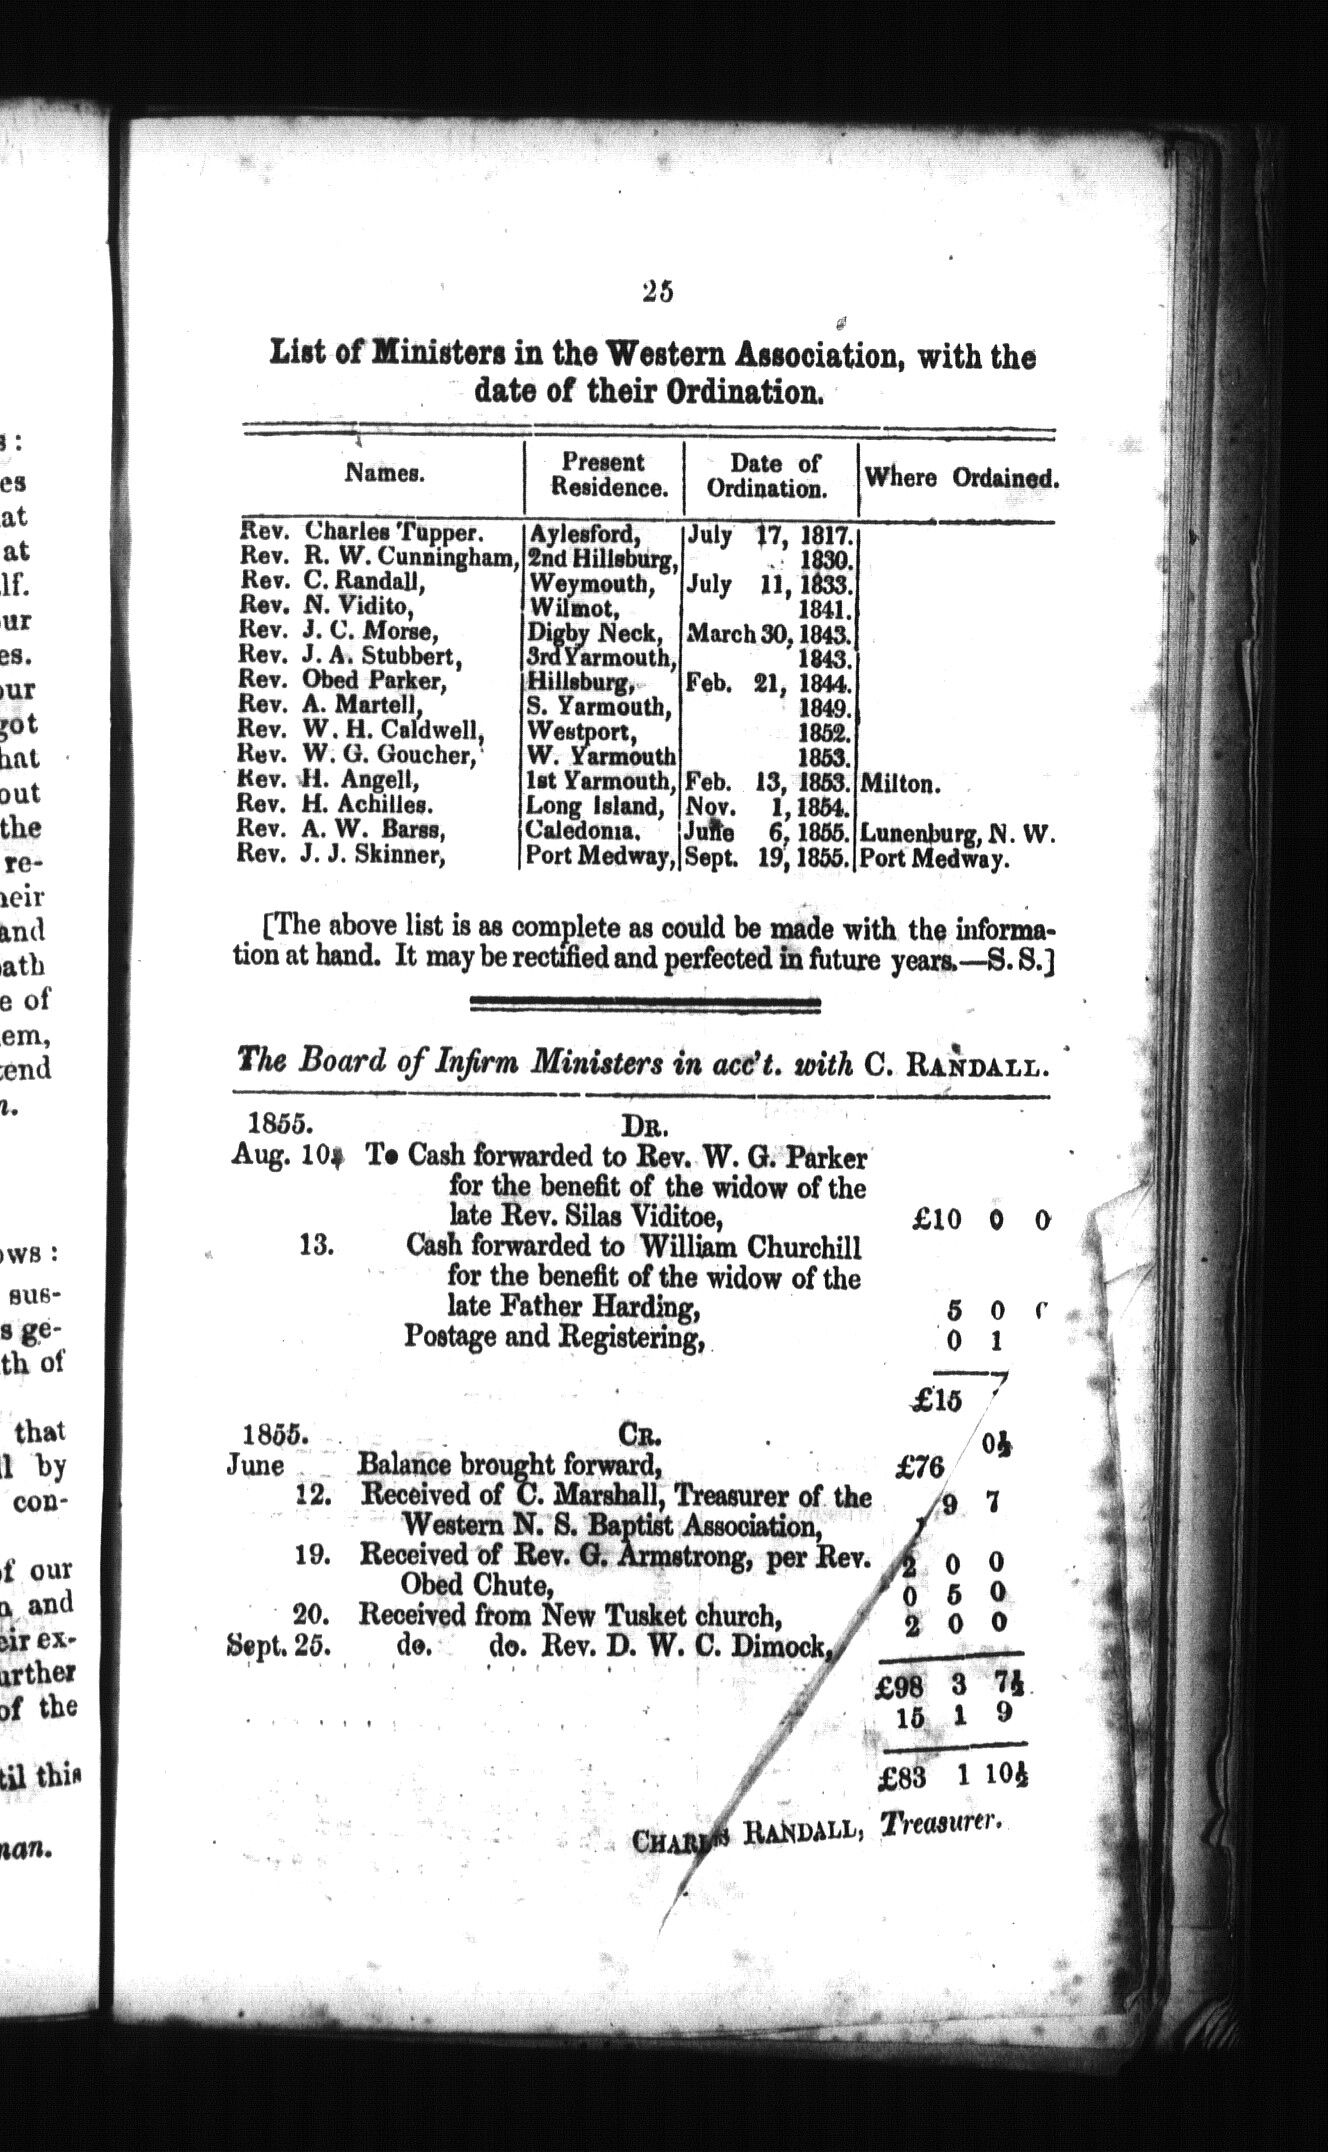 25
List of Ministers in the Western Association, with the
date of their Ordination.
Names. Present Residence. Date of Ordination. Where Ordained.
Rev. Charles Tupper. Aylesford, July 17, 1817.
Rev. R. W. Cunningham, 2nd Hillsburg, 1830.
Rev. C. Randall, Weymouth, July 11, 1833.
Rev. N. Vidito, Wilmot, 1841.
Rev. J. C. Morse, Digby Neck, March 30, 1843.
Rev. J. A. Stubbert, 3rd Yarmouth, 1843.
Rev. Obed Parker, Hillsburg, Feb. 21, 1844.
Rev. A. Martell, S. Yarmouth, 1849.
Rev. W. H. Caldwell, Westport, 1852.
Rev. W. G. Goucher, W. Yarmouth 1853.
Rev. H. Angell, 1st Yarmouth, Feb. 13, 1853. Milton.
Rev. H. Achilles. Long Island, Nov. 1, 1854.
Rev. A. W. Barss, Caledonia. June 6, 1855. Lunenburg, N. W.
Rev. J. J. Skinner, Port Medway, Sept. 19, 1855. Port Medway.
[The above list is as complete as could be made with the informa-
tion at hand. It may be rectified and perfected in future years.—S. S.]
The Board of Infirm Ministers in acc't. with C. RANDALL.
1855. DR.
Aug. 10, To Cash forwarded to Rev. W. G. Parker
for the benefit of the widow of the
late Rev. Silas Viditoe, £10 0 0
13. Cash forwarded to William Churchill
for the benefit of the widow of the
late Father Harding, 5 0
Postage and Registering, 0 1
£15
1855. CR.
June Balance brought forward, £76 0½
12. Received of C. Marshall, Treasurer of the
Western N. S. Baptist Association, 9 7
19. Received of Rev. G. Armstrong, per Rev.
Obed Chute, 2 0 0
20. Received from New Tusket church, 0 5 0
Sept. 25. do. do. Rev. D. W. C. Dimock, 2 0 0
£98 3 7½
15 1 9
£83 1 10½
CHARLES RANDALL, Treasurer.